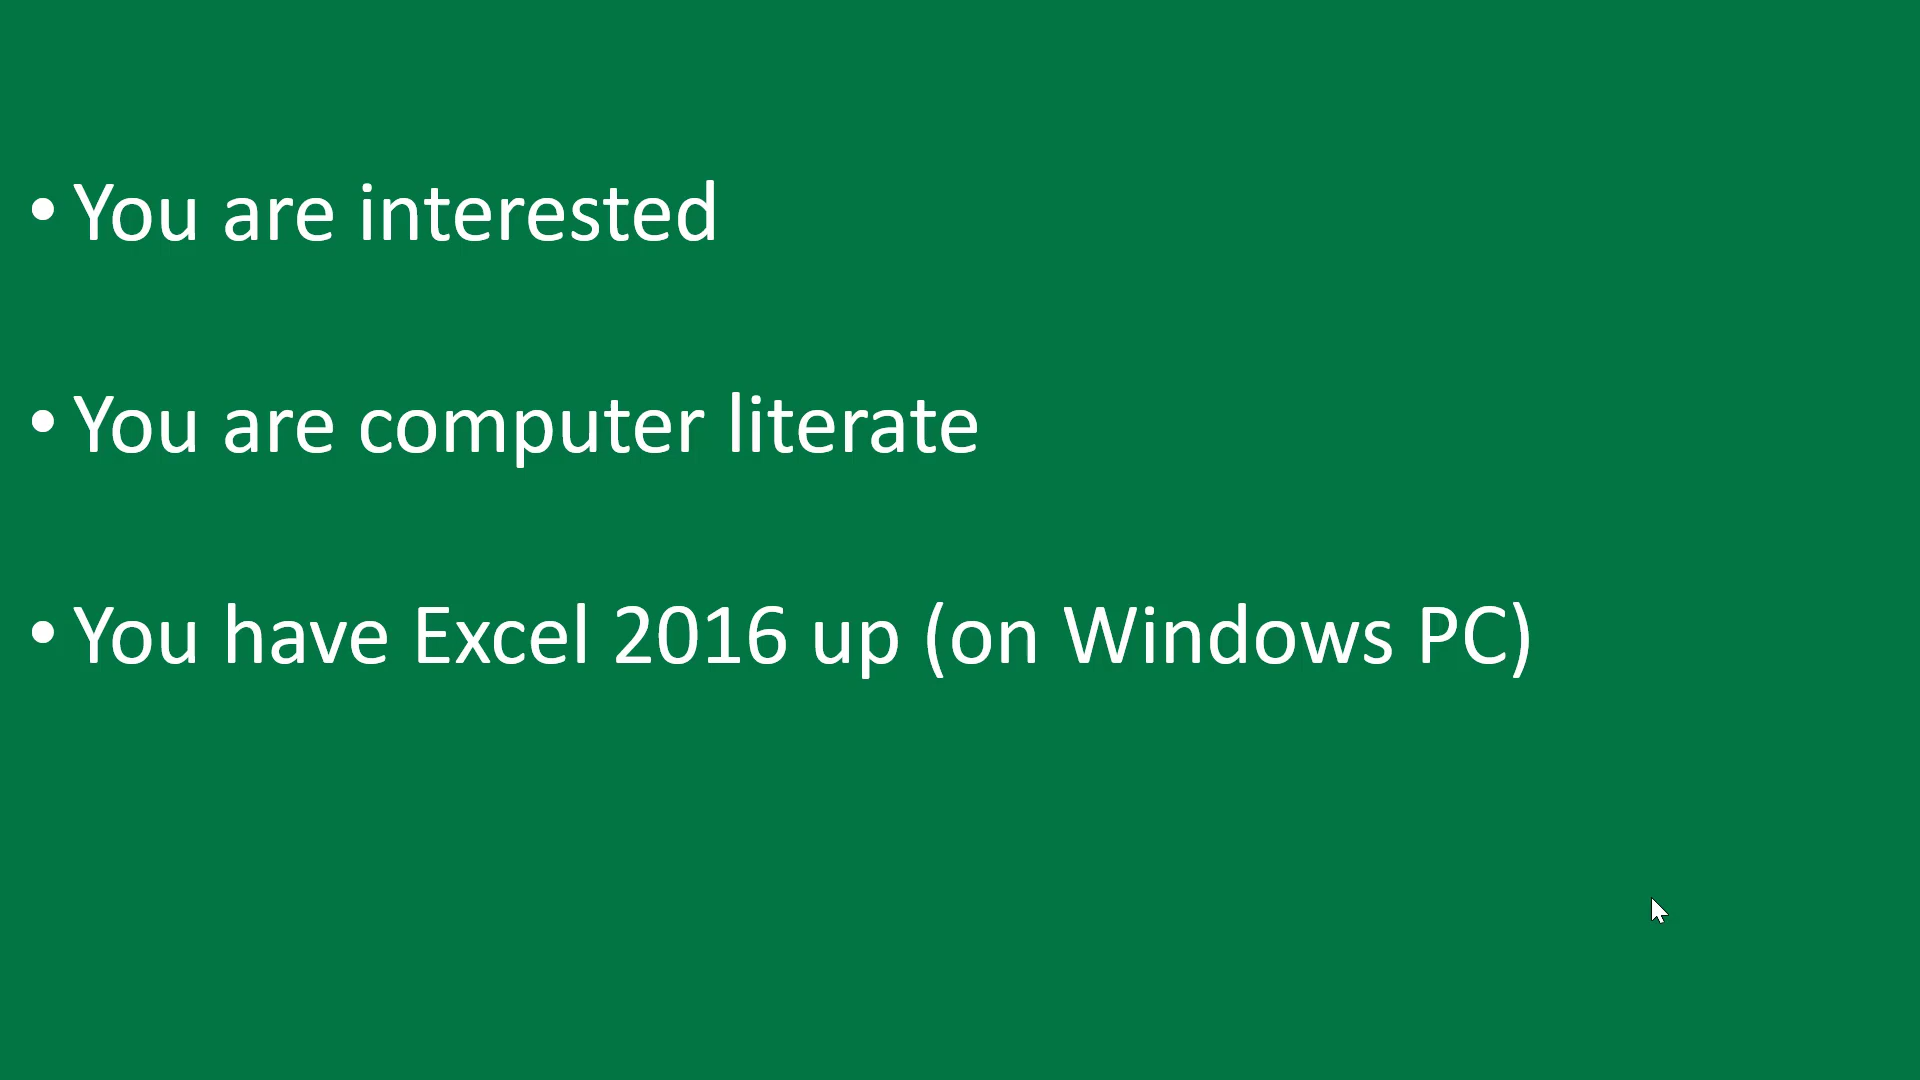 • You are interested
• You are computer literate
• You have Excel 2016 up (on Windows PC)